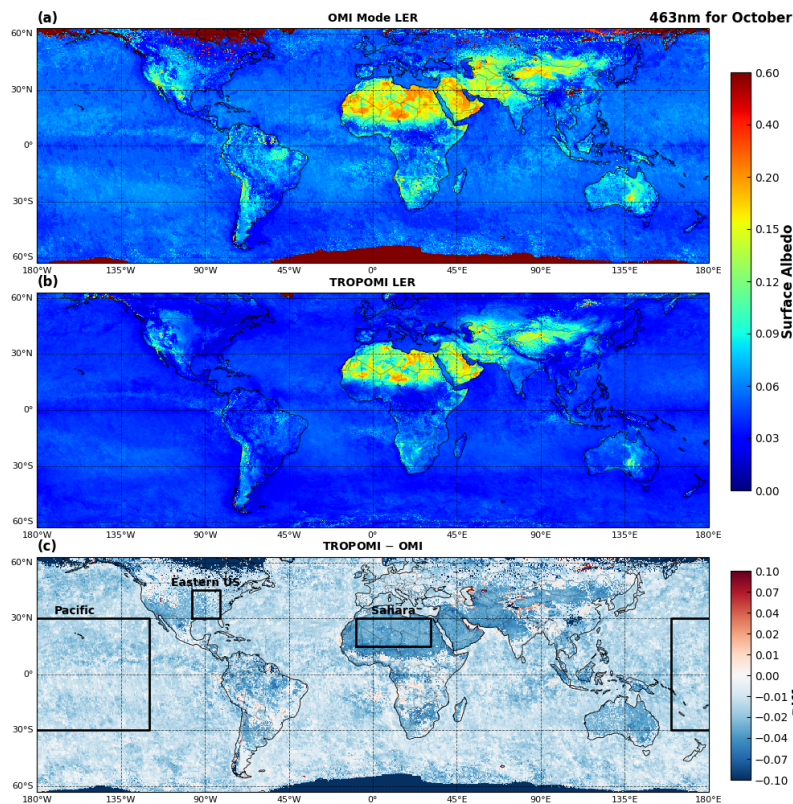 (a)
OMI Mode LER
463nm for October
60°N
30°N
0°
30°S
60°S
180°W 135°W 90°W 45°W 0° 45°E 90°E 135°E 180°E
(b)
TROPOMI LER
60°N
30°N
0°
30°S
60°S
180°W 135°W 90°W 45°W 0° 45°E 90°E 135°E 180°E
0.60
0.40
0.20
0.15
0.12
0.09
0.06
0.03
0.00
Surface Albedo
(c)
TROPOMI − OMI
60°N
30°N
0°
30°S
60°S
Eastern US
Pacific
Sahara
180°W 135°W 90°W 45°W 0° 45°E 90°E 135°E 180°E
0.10
0.07
0.04
0.02
0.01
0.00
−0.01
−0.02
−0.04
−0.07
−0.10